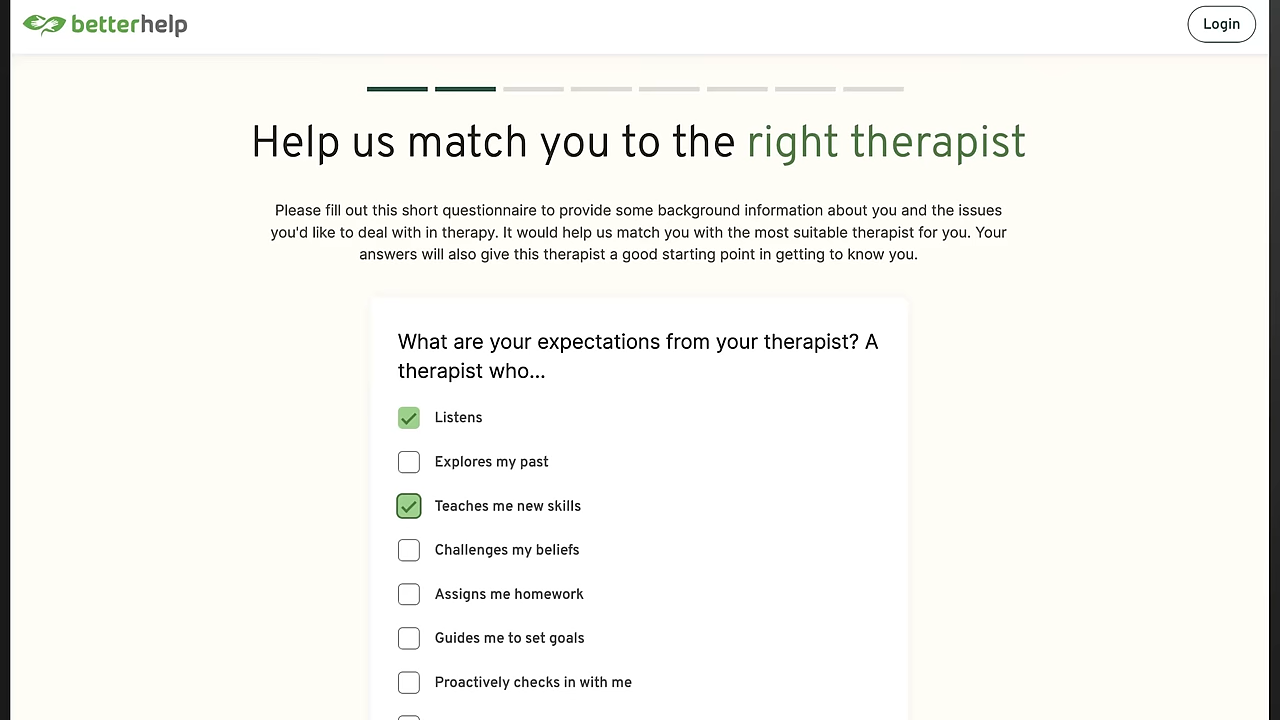 betterhelp
Login
Help us match you to the right therapist
Please fill out this short questionnaire to provide some background information about you and the issues
you'd like to deal with in therapy. It would help us match you with the most suitable therapist for you. Your
answers will also give this therapist a good starting point in getting to know you.
What are your expectations from your therapist? A
therapist who...
Listens
Explores my past
Teaches me new skills
Challenges my beliefs
Assigns me homework
Guides me to set goals
Proactively checks in with me